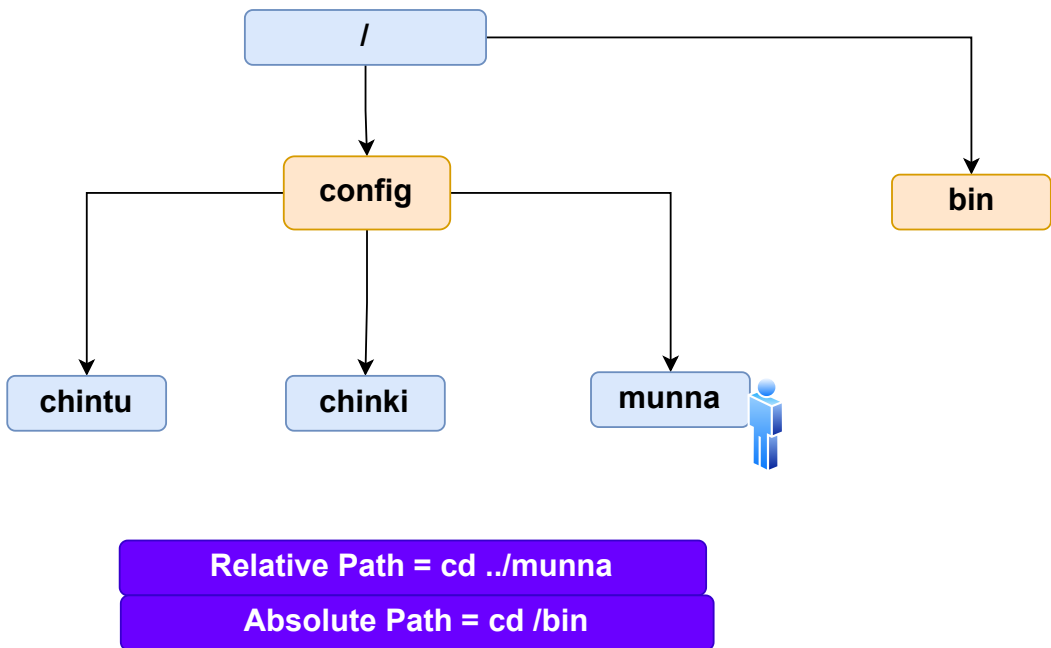 /
config
bin
chintu
chinki
munna
Relative Path = cd ../munna
Absolute Path = cd /bin